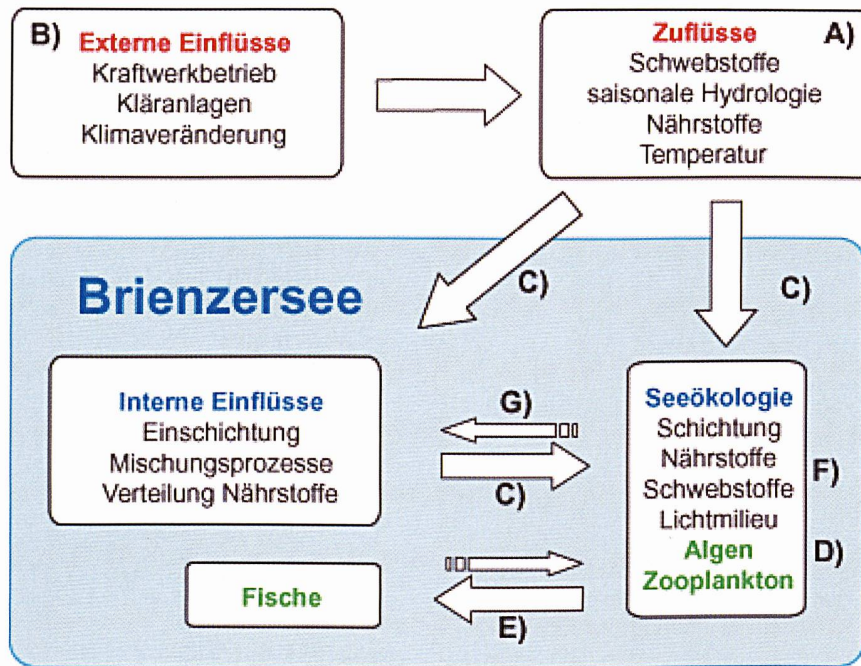 B)
Externe Einflüsse
Kraftwerkbetrieb
Kläranlagen
Klimaveränderung
Zuflüsse
A)
Schwebstoffe
saisonale Hydrologie
Nährstoffe
Temperatur
C)
C)
Brienzersee
Interne Einflüsse
Einschichtung
Mischungsprozesse
Verteilung Nährstoffe
G)
C)
Seeökologie
Schichtung
Nährstoffe
Schwebstoffe
Lichtmilieu
F)
Algen
Zooplankton
D)
Fische
E)